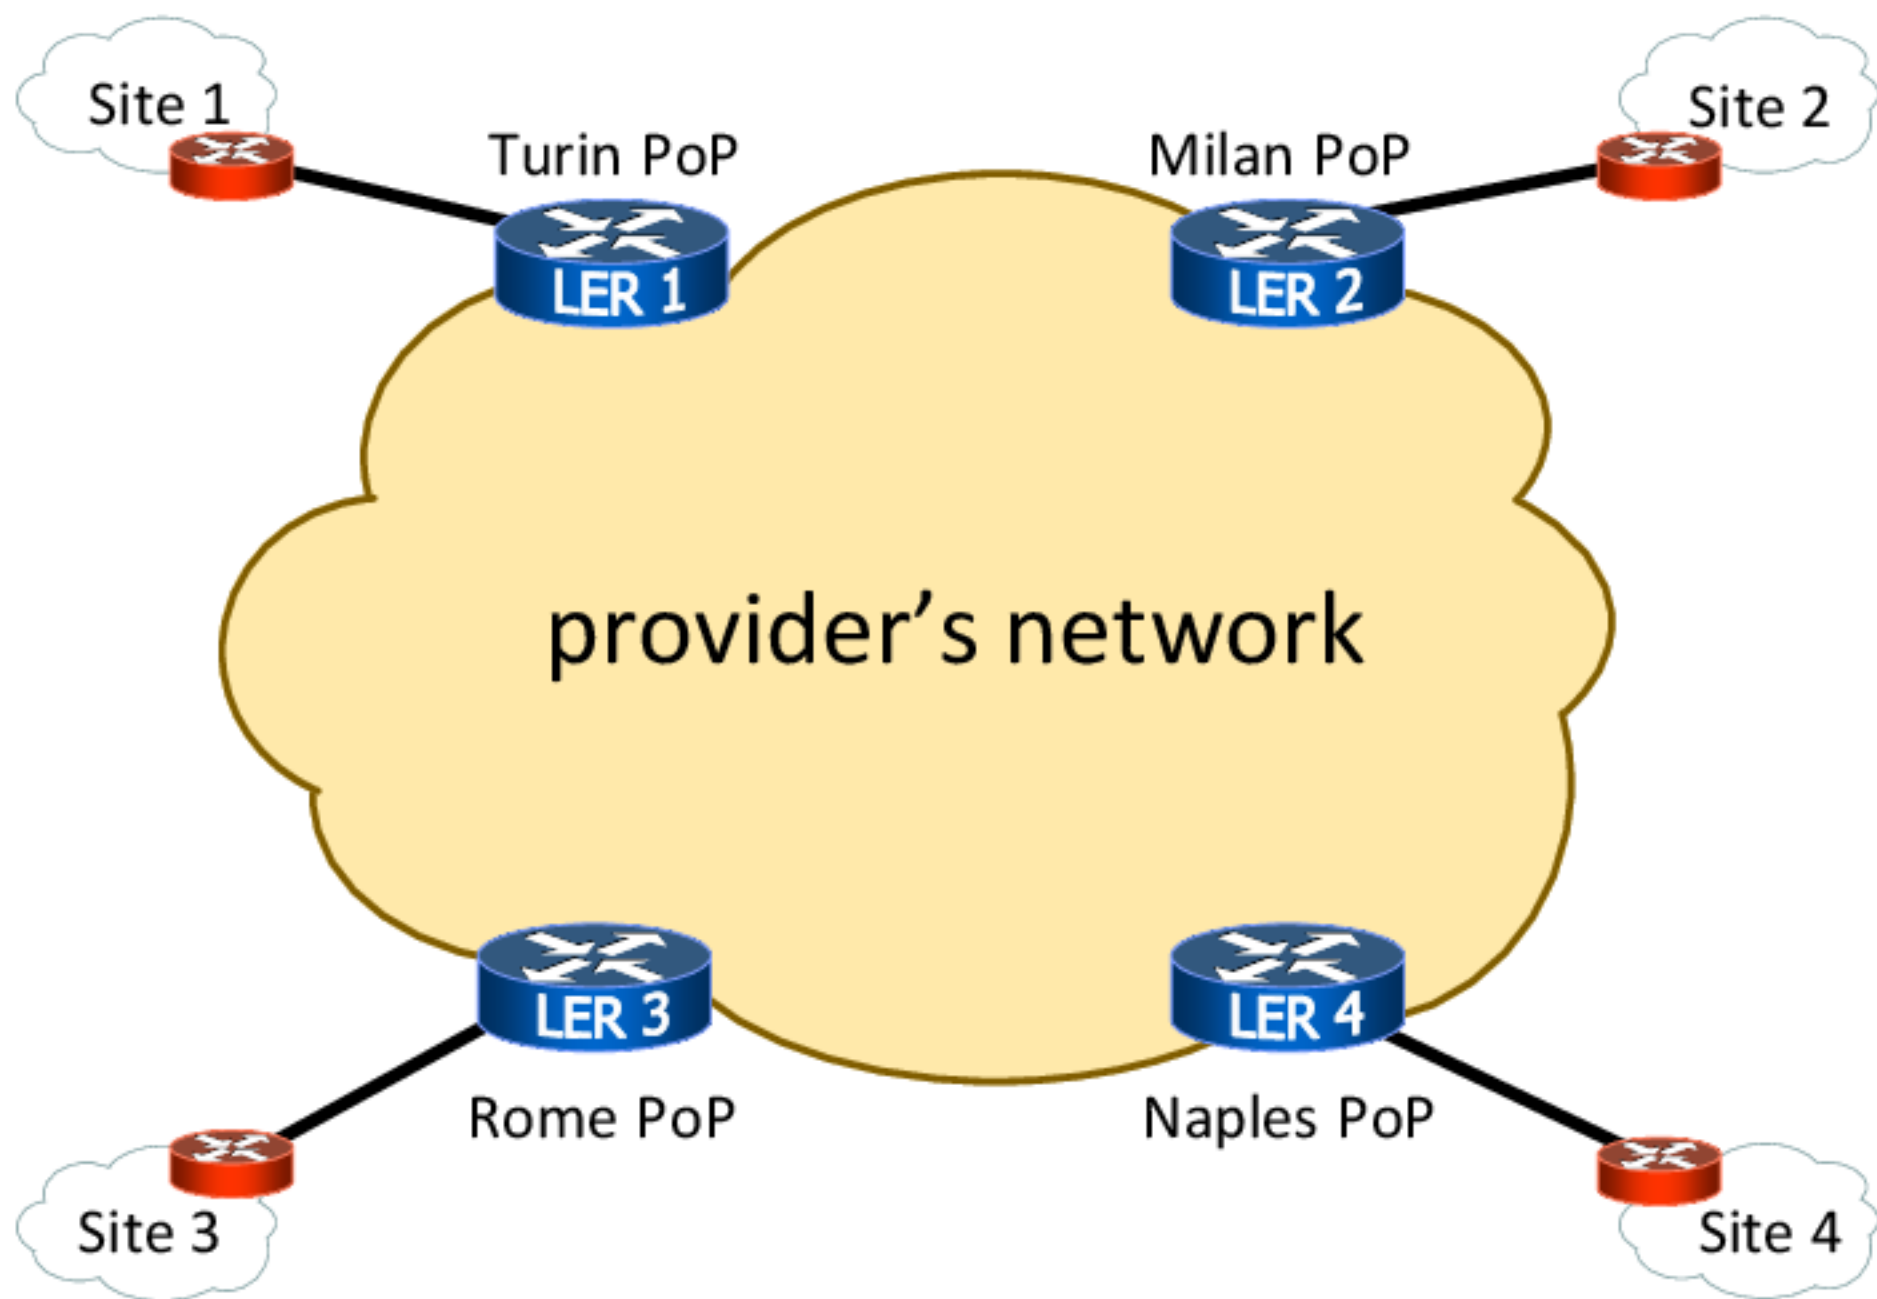 Site 1
Site 2
Turin PoP
Milan PoP
LER 1
LER 2
provider’s network
LER 3
LER 4
Rome PoP
Naples PoP
Site 3
Site 4